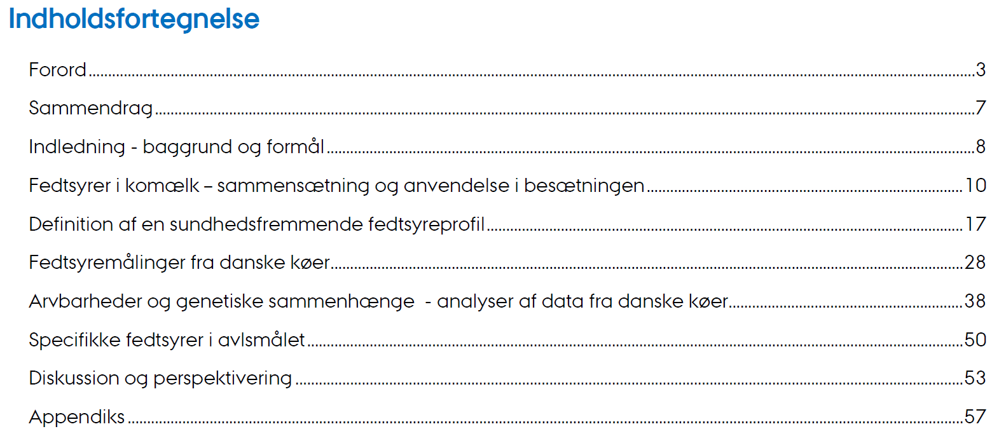 Indholdsfortegnelse
Forord 3
Sammendrag 7
Indledning - baggrund og formål 8
Fedtsyrer i komælk – sammensætning og anvendelse i besætningen 10
Definition af en sundhedsfremmende fedtsyreprofil 17
Fedtsyremålinger fra danske køer 28
Arvbarheder og genetiske sammenhænge  - analyser af data fra danske køer 38
Specifikke fedtsyrer i avlsmålet 50
Diskussion og perspektivering 53
Appendiks 57